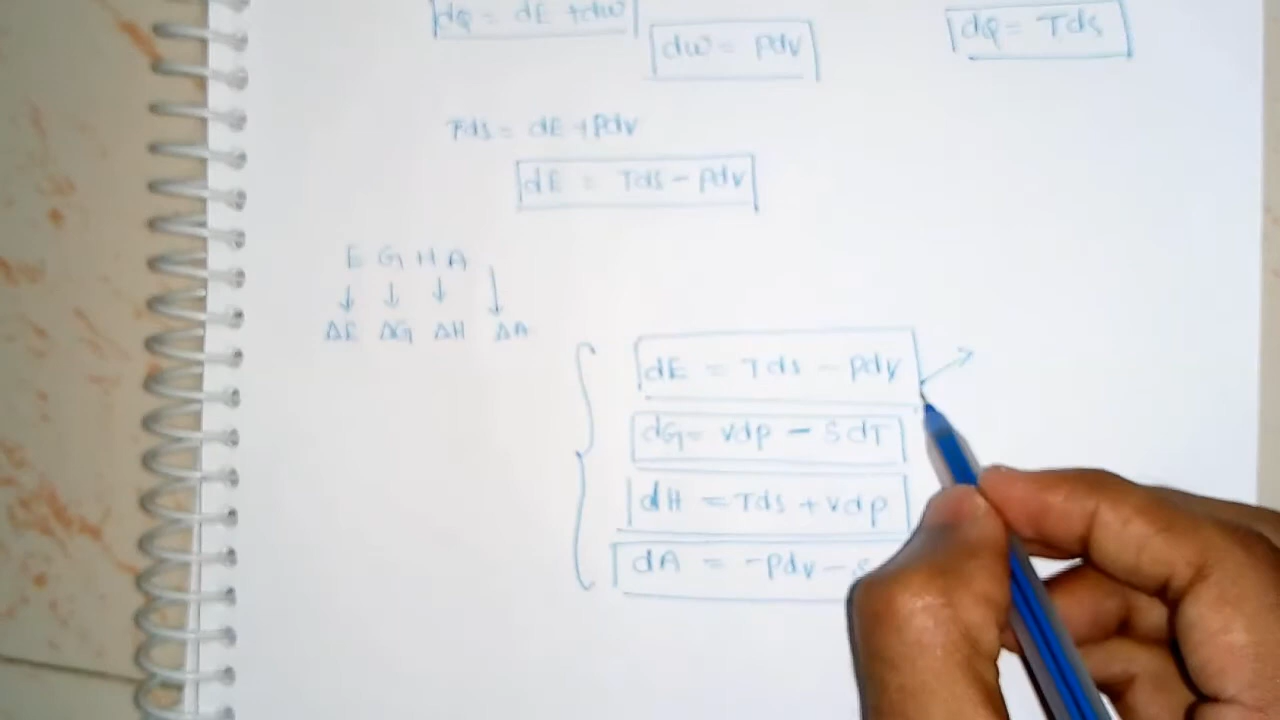 dQ = dE + dw
dw = Pdv
dQ = Tds
Tds = dE + Pdv
dE = Tds - Pdv
E G H A
↓ ↓ ↓ ↓
ΔE ΔG ΔH ΔA
dE = Tds - Pdv
dG = vdp - SdT
dH = Tds + vdp
dA = -Pdv -